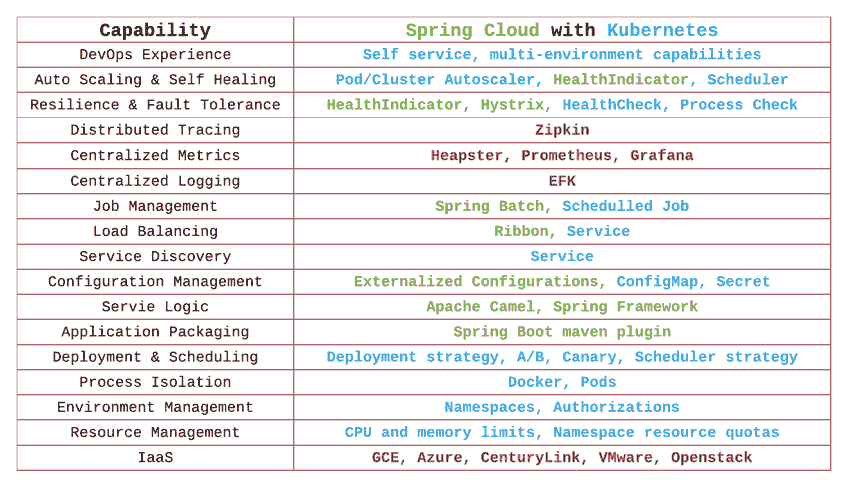 Capability Spring Cloud with Kubernetes
DevOps Experience Self service, multi-environment capabilities
Auto Scaling & Self Healing Pod/Cluster Autoscaler, HealthIndicator, Scheduler
Resilience & Fault Tolerance HealthIndicator, Hystrix, HealthCheck, Process Check
Distributed Tracing Zipkin
Centralized Metrics Heapster, Prometheus, Grafana
Centralized Logging EFK
Job Management Spring Batch, Schedulled Job
Load Balancing Ribbon, Service
Service Discovery Service
Configuration Management Externalized Configurations, ConfigMap, Secret
Servie Logic Apache Camel, Spring Framework
Application Packaging Spring Boot maven plugin
Deployment & Scheduling Deployment strategy, A/B, Canary, Scheduler strategy
Process Isolation Docker, Pods
Environment Management Namespaces, Authorizations
Resource Management CPU and memory limits, Namespace resource quotas
IaaS GCE, Azure, CenturyLink, VMware, Openstack